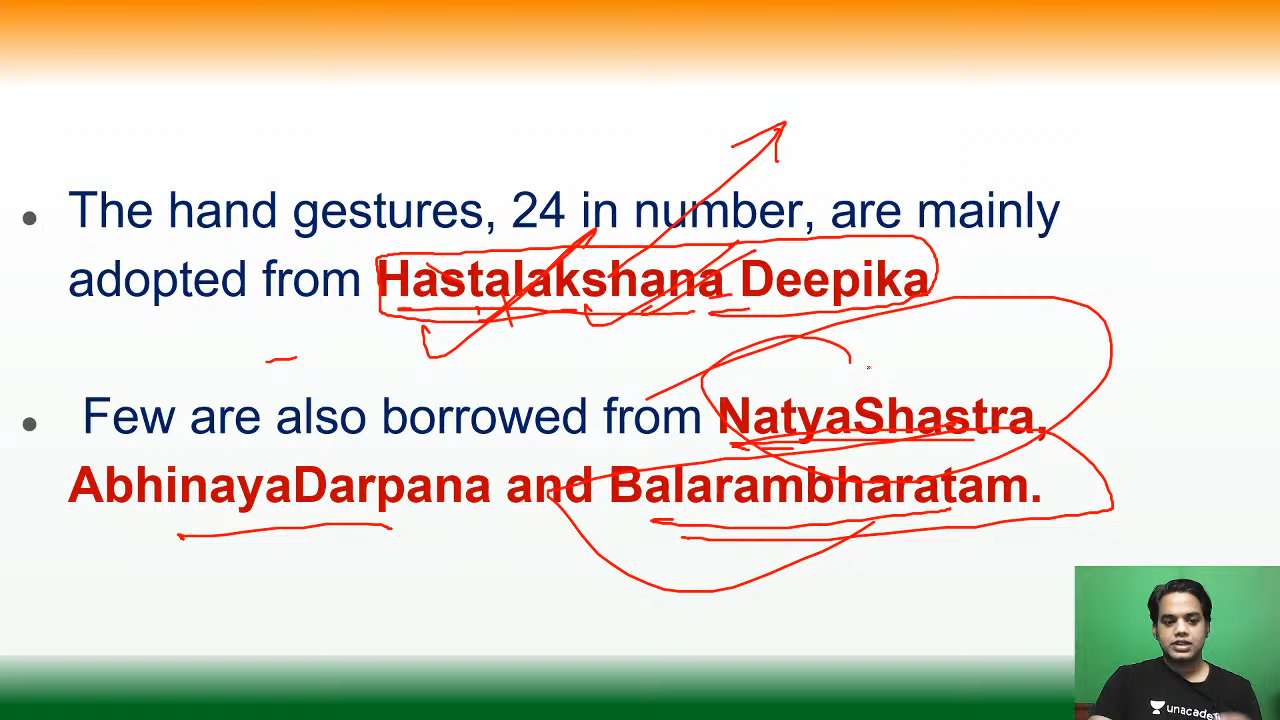 The hand gestures, 24 in number, are mainly
adopted from Hastalakshana Deepika
Few are also borrowed from NatyaShastra,
AbhinayaDarpana and Balarambharatam.